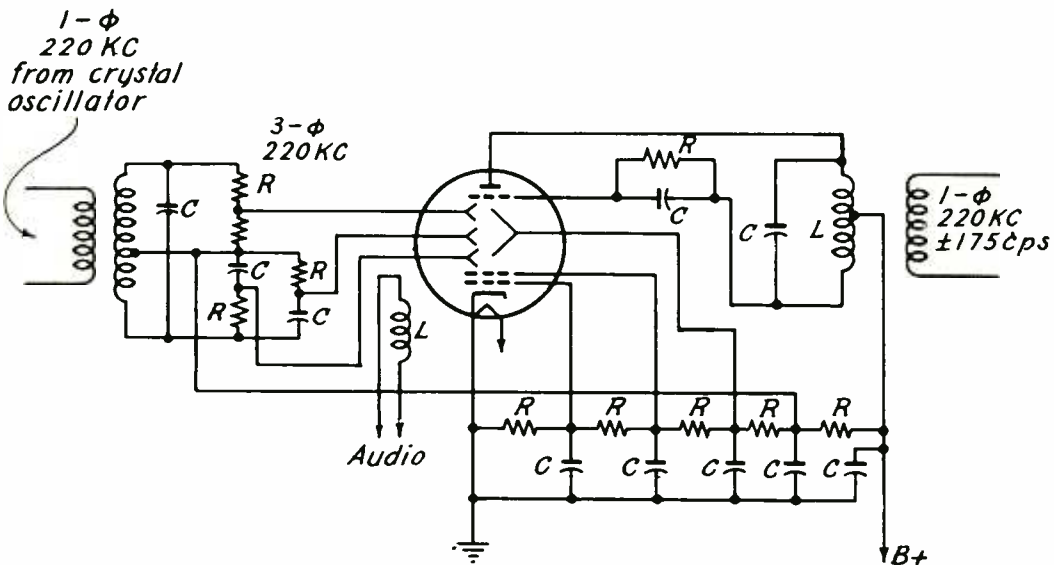 1-ϕ
220 KC
from crystal
oscillator
3-ϕ
220 KC
R
C
C
R
R
C
R
C
C
L
1-ϕ
220 KC
±175 cps
L
Audio
R
R
R
R
R
C
C
C
C
C
B+